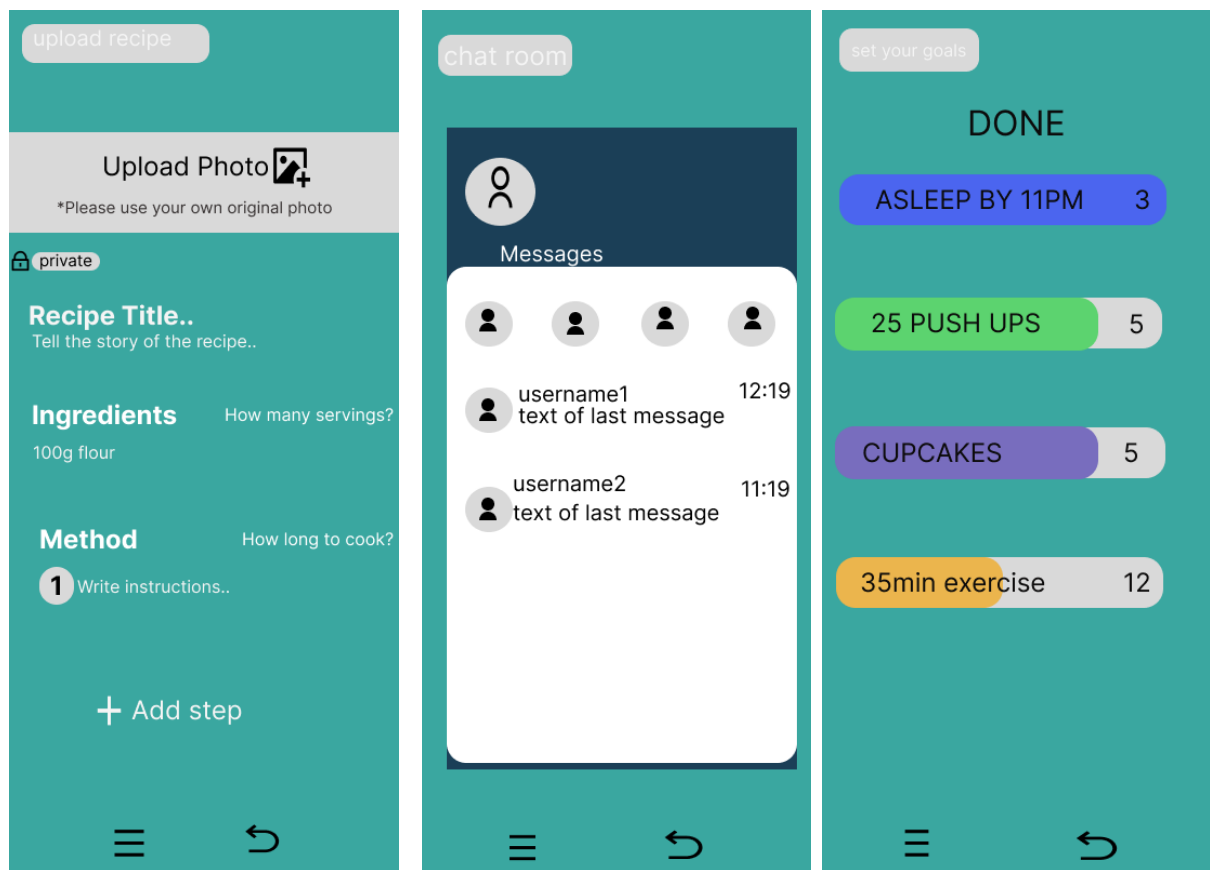 upload recipe
Upload Photo
*Please use your own original photo
private
Recipe Title..
Tell the story of the recipe..
Ingredients How many servings?
100g flour
Method How long to cook?
1 Write instructions..
+ Add step
chat room
Messages
username1 12:19
text of last message
username2 11:19
text of last message
set your goals
DONE
ASLEEP BY 11PM 3
25 PUSH UPS 5
CUPCAKES 5
35min exercise 12